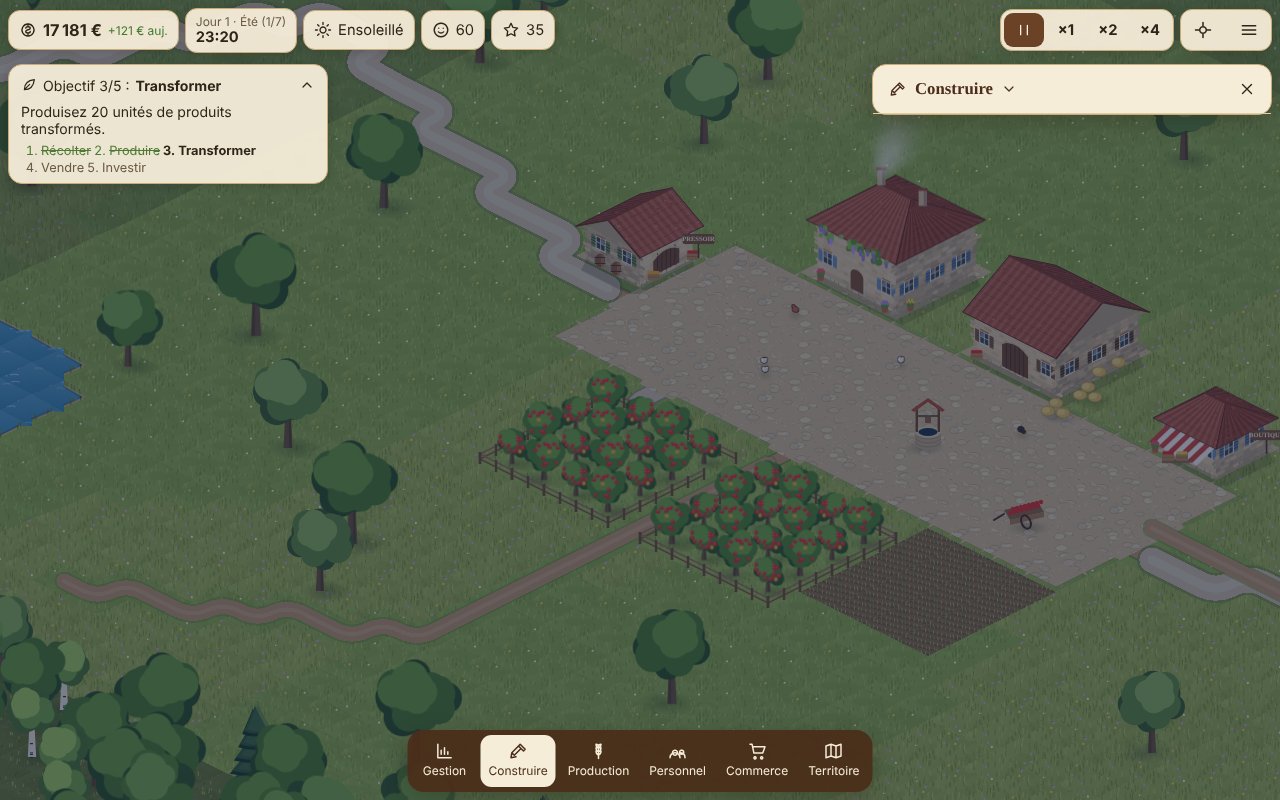 17 181 € +121 € auj.
Jour 1 · Été (1/7)
23:20
Ensoleillé
60
35
×1
×2
×4
Objectif 3/5 : Transformer
Produisez 20 unités de produits
transformés.
1. Récolter 2. Produire 3. Transformer
4. Vendre 5. Investir
Construire
PRESSOIR
Gestion
Construire
Production
Personnel
Commerce
Territoire